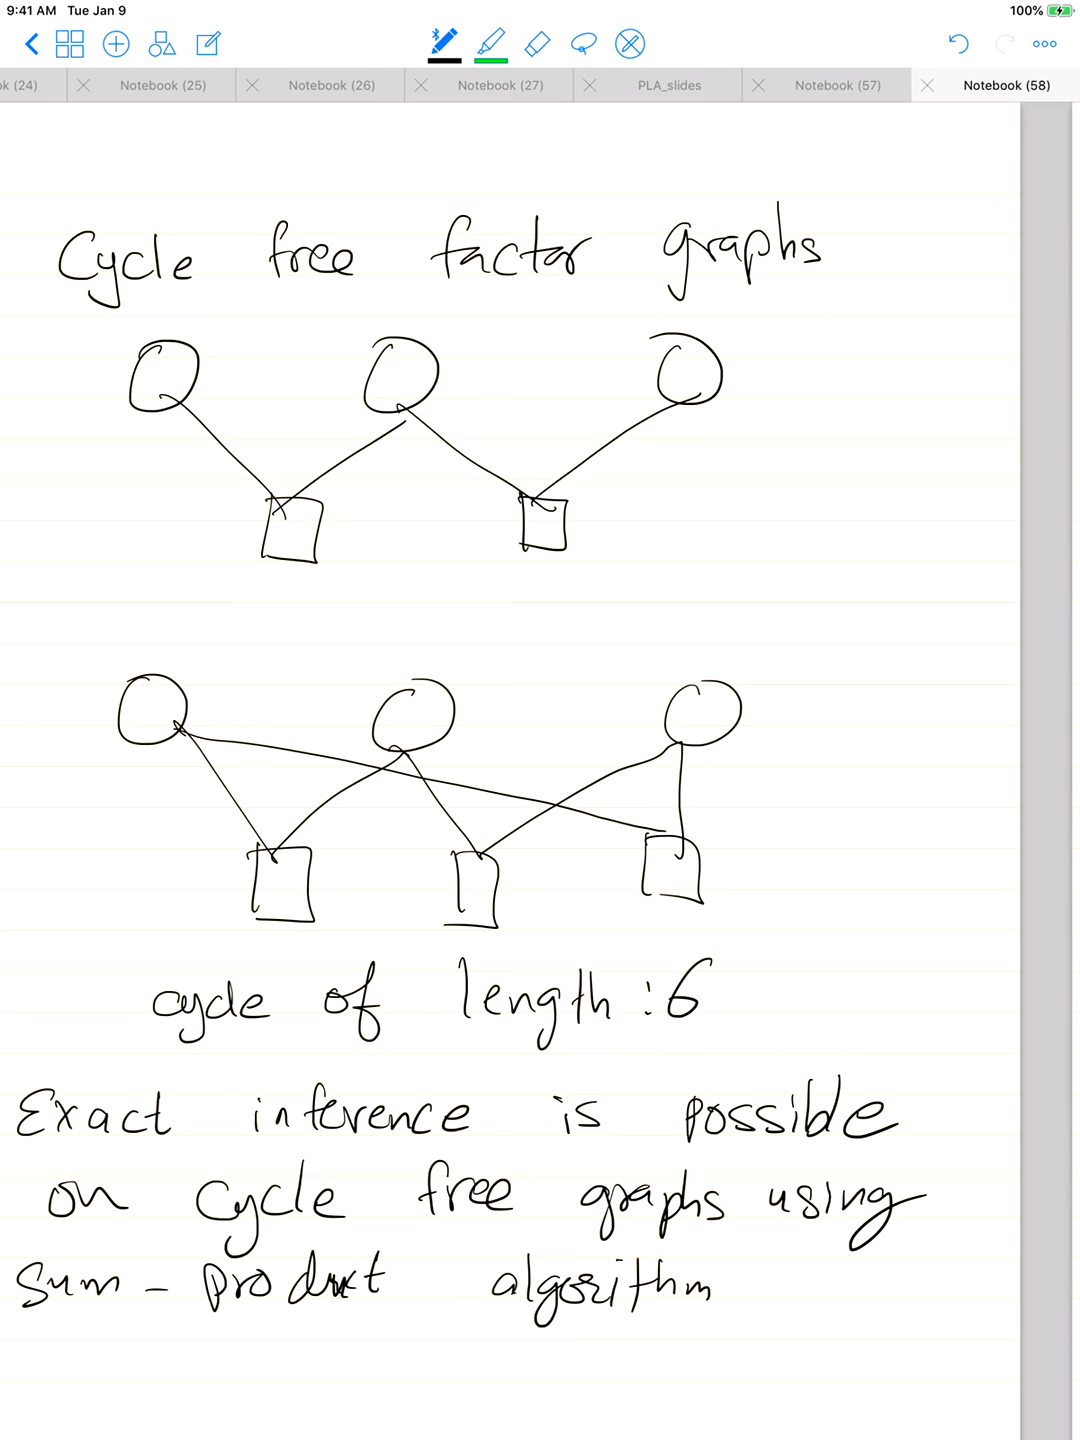 9:41 AM Tue Jan 9 100%
ok (24) Notebook (25) Notebook (26) Notebook (27) PLA_slides Notebook (57) Notebook (58)
Cycle free factor graphs
cycle of length : 6
Exact inference is possible
on cycle free graphs using
sum - product algorithm